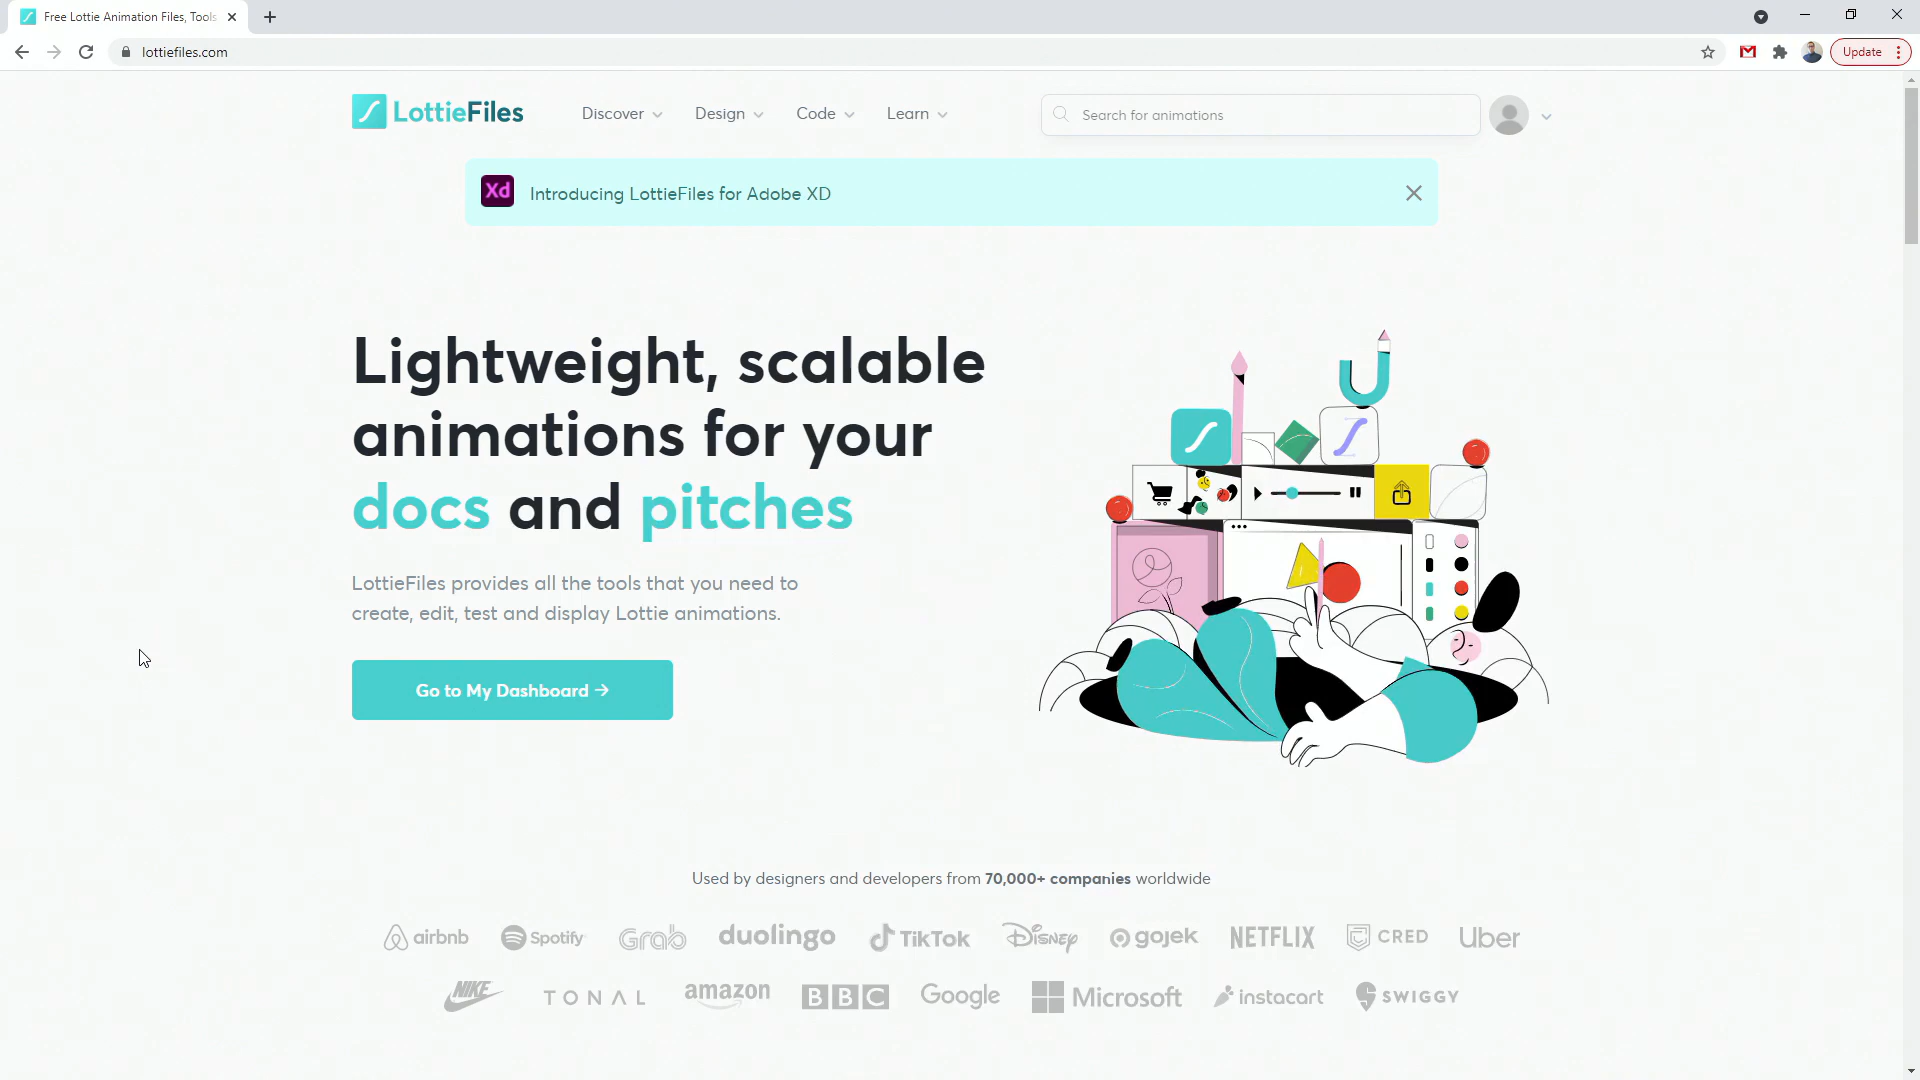 Free Lottie Animation Files, Tools
lottiefiles.com
Update
LottieFiles
Discover
Design
Code
Learn
Search for animations
Xd
Introducing LottieFiles for Adobe XD
Lightweight, scalable
animations for your
docs and pitches
LottieFiles provides all the tools that you need to
create, edit, test and display Lottie animations.
Go to My Dashboard →
Used by designers and developers from 70,000+ companies worldwide
airbnb Spotify Grab duolingo TikTok Disney gojek NETFLIX CRED Uber
NIKE TONAL amazon BBC Google Microsoft instacart SWIGGY